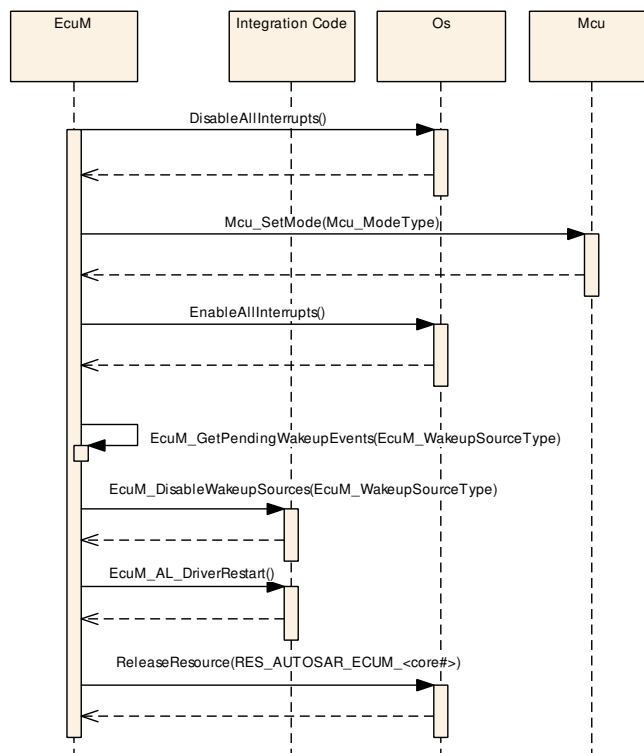 EcuM
Integration Code
Os
Mcu
DisableAllInterrupts()
Mcu_SetMode(Mcu_ModeType)
EnableAllInterrupts()
EcuM_GetPendingWakeupEvents(EcuM_WakeupSourceType)
EcuM_DisableWakeupSources(EcuM_WakeupSourceType)
EcuM_AL_DriverRestart()
ReleaseResource(RES_AUTOSAR_ECUM_<core#>)